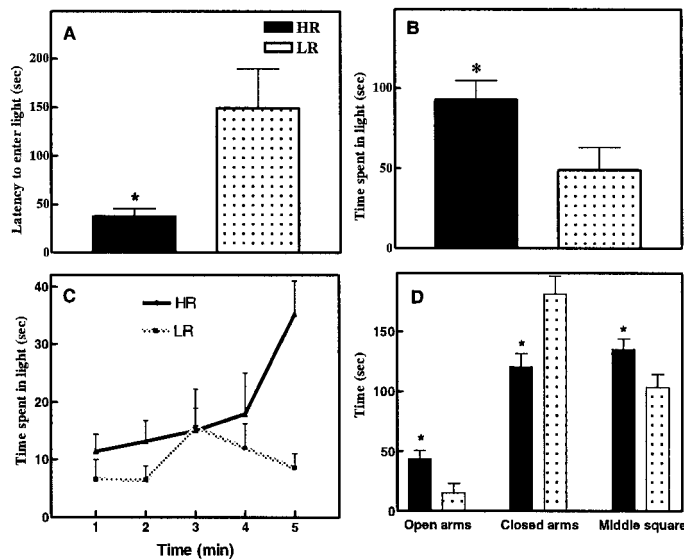 A
HR
LR
Latency to enter light (sec)
200
150
100
50
0
*
B
Time spent in light (sec)
100
50
0
*
C
HR
LR
Time spent in light (sec)
40
30
20
10
0
1 2 3 4 5
Time (min)
D
Time (sec)
150
100
50
0
*
*
*
Open arms Closed arms Middle square